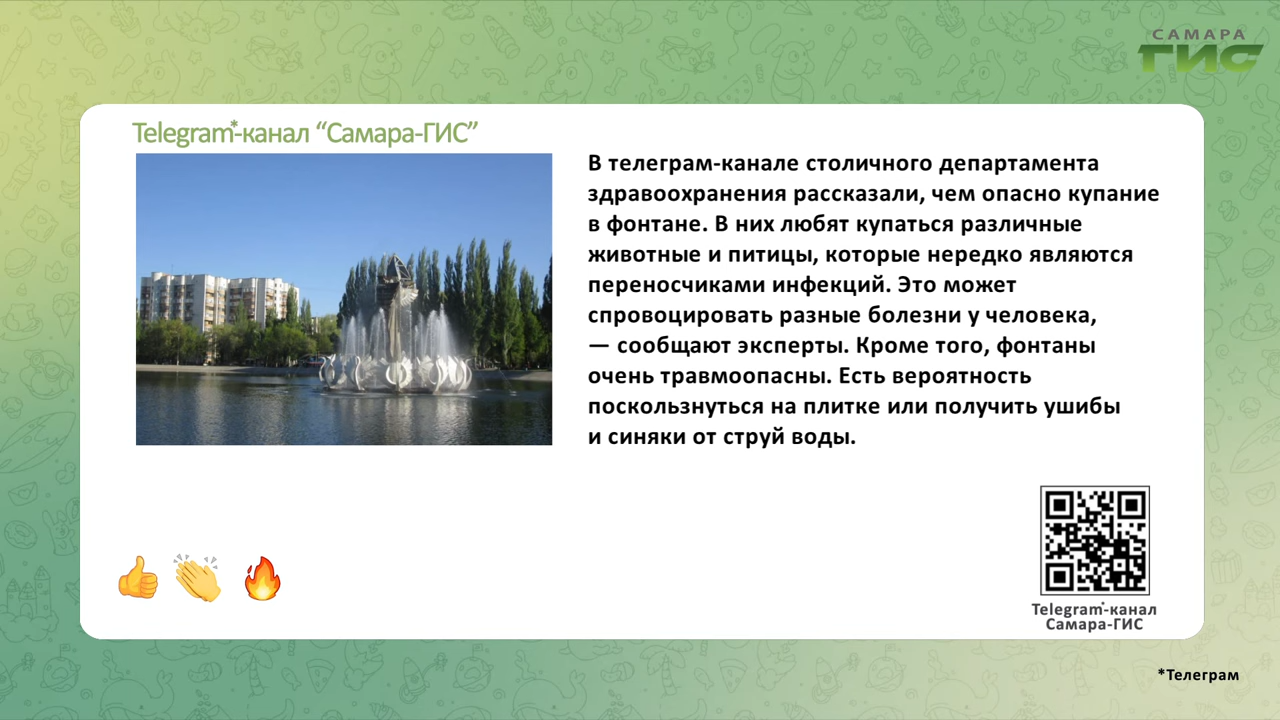 САМАРА
ГИС
Telegram*-канал “Самара-ГИС”
В телеграм-канале столичного департамента
здравоохранения рассказали, чем опасно купание
в фонтане. В них любят купаться различные
животные и питицы, которые нередко являются
переносчиками инфекций. Это может
спровоцировать разные болезни у человека,
— сообщают эксперты. Кроме того, фонтаны
очень травмоопасны. Есть вероятность
поскользнуться на плитке или получить ушибы
и синяки от струй воды.
Telegram*-канал
Самара-ГИС
*Телеграм